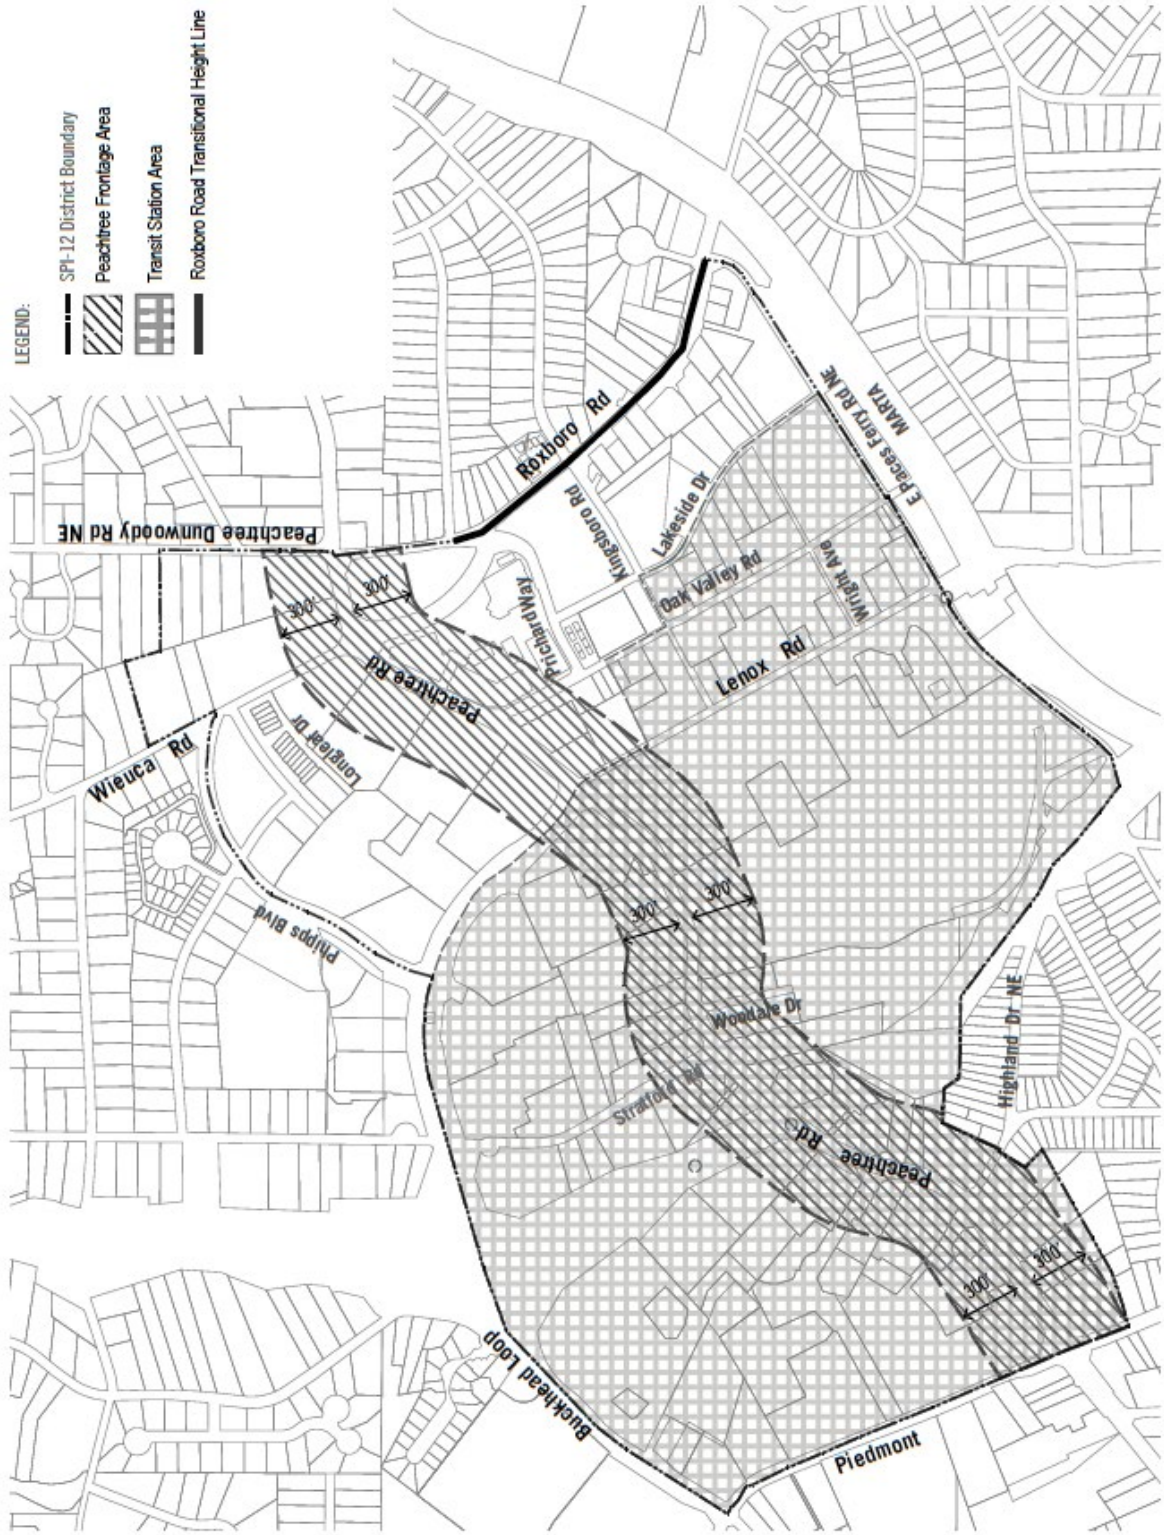 LEGEND:
SPI-12 District Boundary
Peachtree Frontage Area
Transit Station Area
Roxboro Road Transitional Height Line
Peachtree Dunwoody Rd NE
Roxboro Rd
Kingsboro Rd
Lakeside Dr
E Paces Ferry Rd NE
MARTA
Prichard Way
Oak Valley Rd
Wright Ave
Lenox Rd
300'
300'
Peachtree Rd
Longleaf Dr
Wieuca Rd
Phipps Blvd
300'
300'
Woodale Dr
Stratford Rd
Highland Dr NE
Peachtree Rd
300'
300'
Buckhead Loop
Piedmont